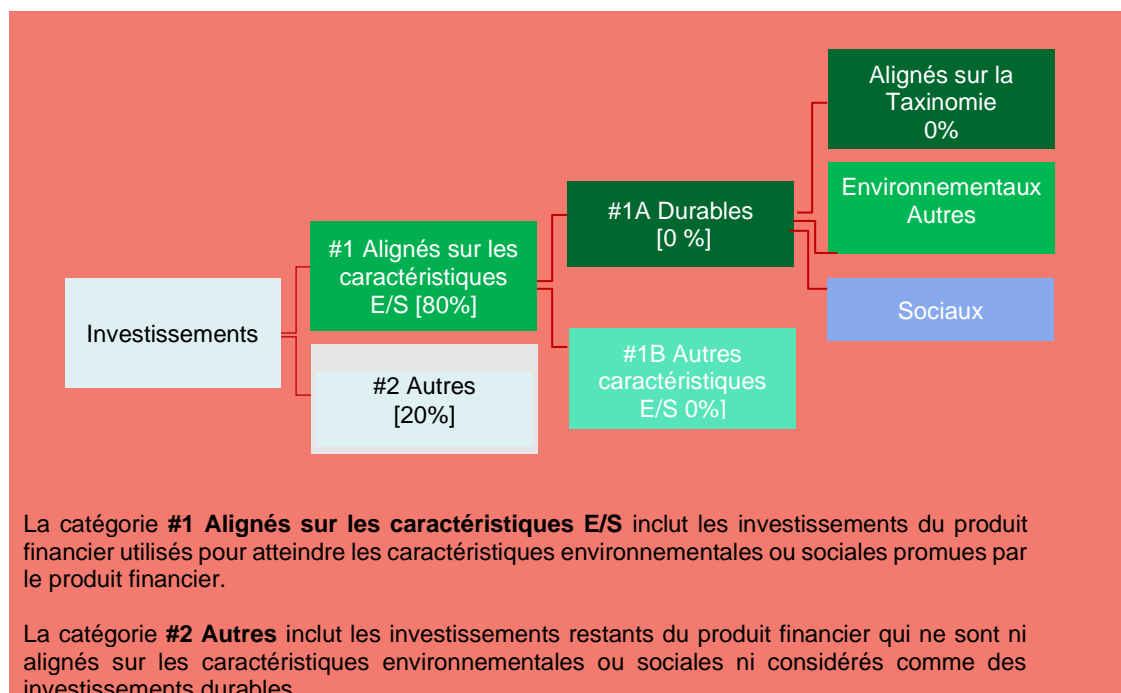 Alignés sur la
Taxinomie
0%
Environnementaux
Autres
#1A Durables
[0 %]
#1 Alignés sur les
caractéristiques
E/S [80%]
Sociaux
Investissements
#1B Autres
caractéristiques
E/S 0%]
#2 Autres
[20%]
La catégorie #1 Alignés sur les caractéristiques E/S inclut les investissements du produit
financier utilisés pour atteindre les caractéristiques environnementales ou sociales promues par
le produit financier.
La catégorie #2 Autres inclut les investissements restants du produit financier qui ne sont ni
alignés sur les caractéristiques environnementales ou sociales ni considérés comme des
investissements durables